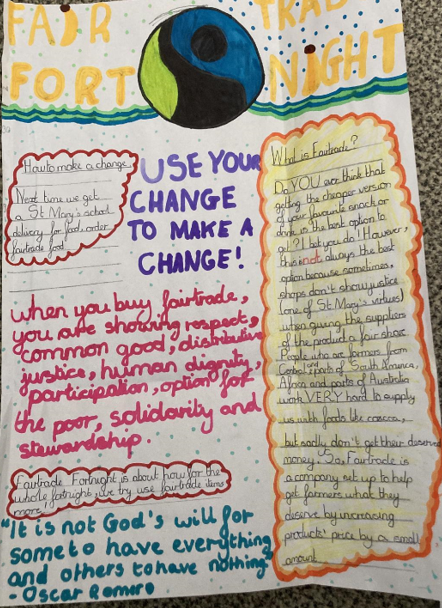 FAIR TRAD
FORT NIGHT
How to make a change
Next time we get
a St Mary's school
delivery for food, order
fairtrade food
USE YOUR
CHANGE
TO MAKE A
CHANGE!
When you buy fairtrade,
you are showing respect,
common good, distributive
justice, human dignity,
participation, option for
the poor, solidarity and
stewardship.
Fairtrade Fortnight is about how for the
whole fortnight, we try use fairtrade items
more.
"It is not God's will for
some to have everything
and others to have nothing"
- Oscar Romiro
What is Fairtrade?
Do YOU ever think that
getting the cheaper version
of your favourite snack or
drink is the best option to
get? I bet you do! However,
this is not always the best
option because sometimes,
shops don't show justice
(one of St Mary's virtues)
when giving the suppliers
of the product a fair share.
People who are farmers from
Central and parts of South America,
Africa and parts of Australia
work VERY hard to supply
us with foods like cocoa,
but sadly don't get their deserved
money. So, Fairtrade is
a company set up to help
get farmers what they
deserve by increasing
products' price by a small
amount.